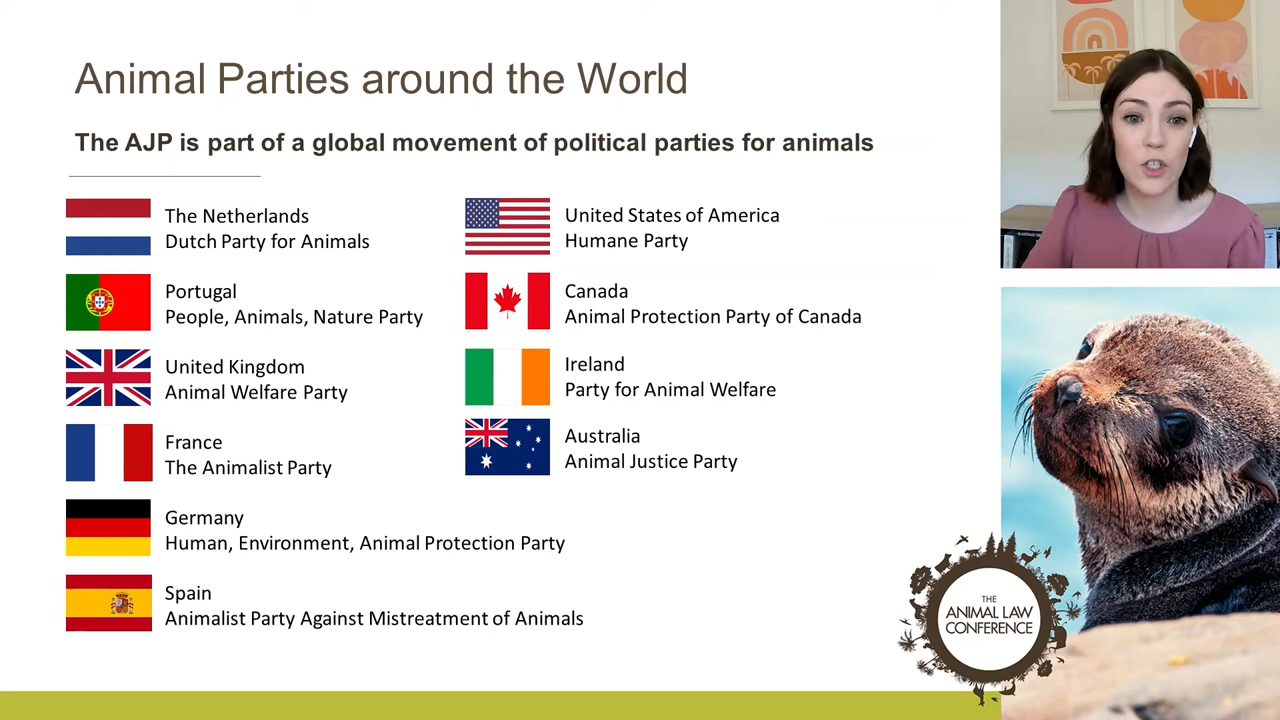 Animal Parties around the World
The AJP is part of a global movement of political parties for animals
The Netherlands
Dutch Party for Animals
Portugal
People, Animals, Nature Party
United Kingdom
Animal Welfare Party
France
The Animalist Party
Germany
Human, Environment, Animal Protection Party
Spain
Animalist Party Against Mistreatment of Animals
United States of America
Humane Party
Canada
Animal Protection Party of Canada
Ireland
Party for Animal Welfare
Australia
Animal Justice Party
THE
ANIMAL LAW
CONFERENCE